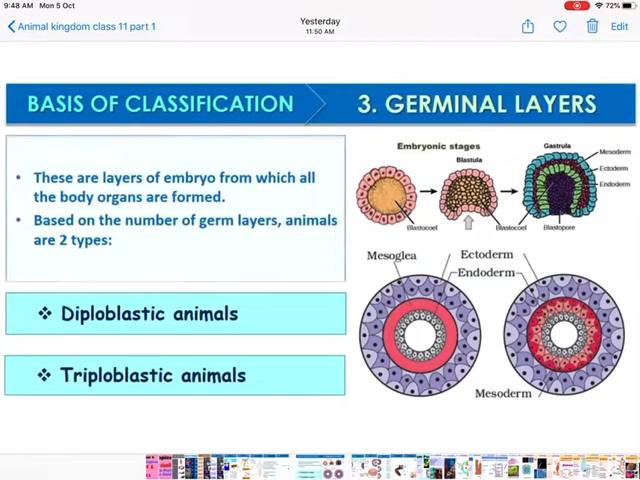 9:48 AM Mon 5 Oct
72%
Animal kingdom class 11 part 1
Yesterday
11:50 AM
Edit
BASIS OF CLASSIFICATION
3. GERMINAL LAYERS
• These are layers of embryo from which all
the body organs are formed.
• Based on the number of germ layers, animals
are 2 types:
❖ Diploblastic animals
❖ Triploblastic animals
Embryonic stages
Blastula
Gastrula
Mesoderm
Ectoderm
Endoderm
Blastocoel
Blastocoel
Blastopore
Mesoglea
Ectoderm
Endoderm
Mesoderm